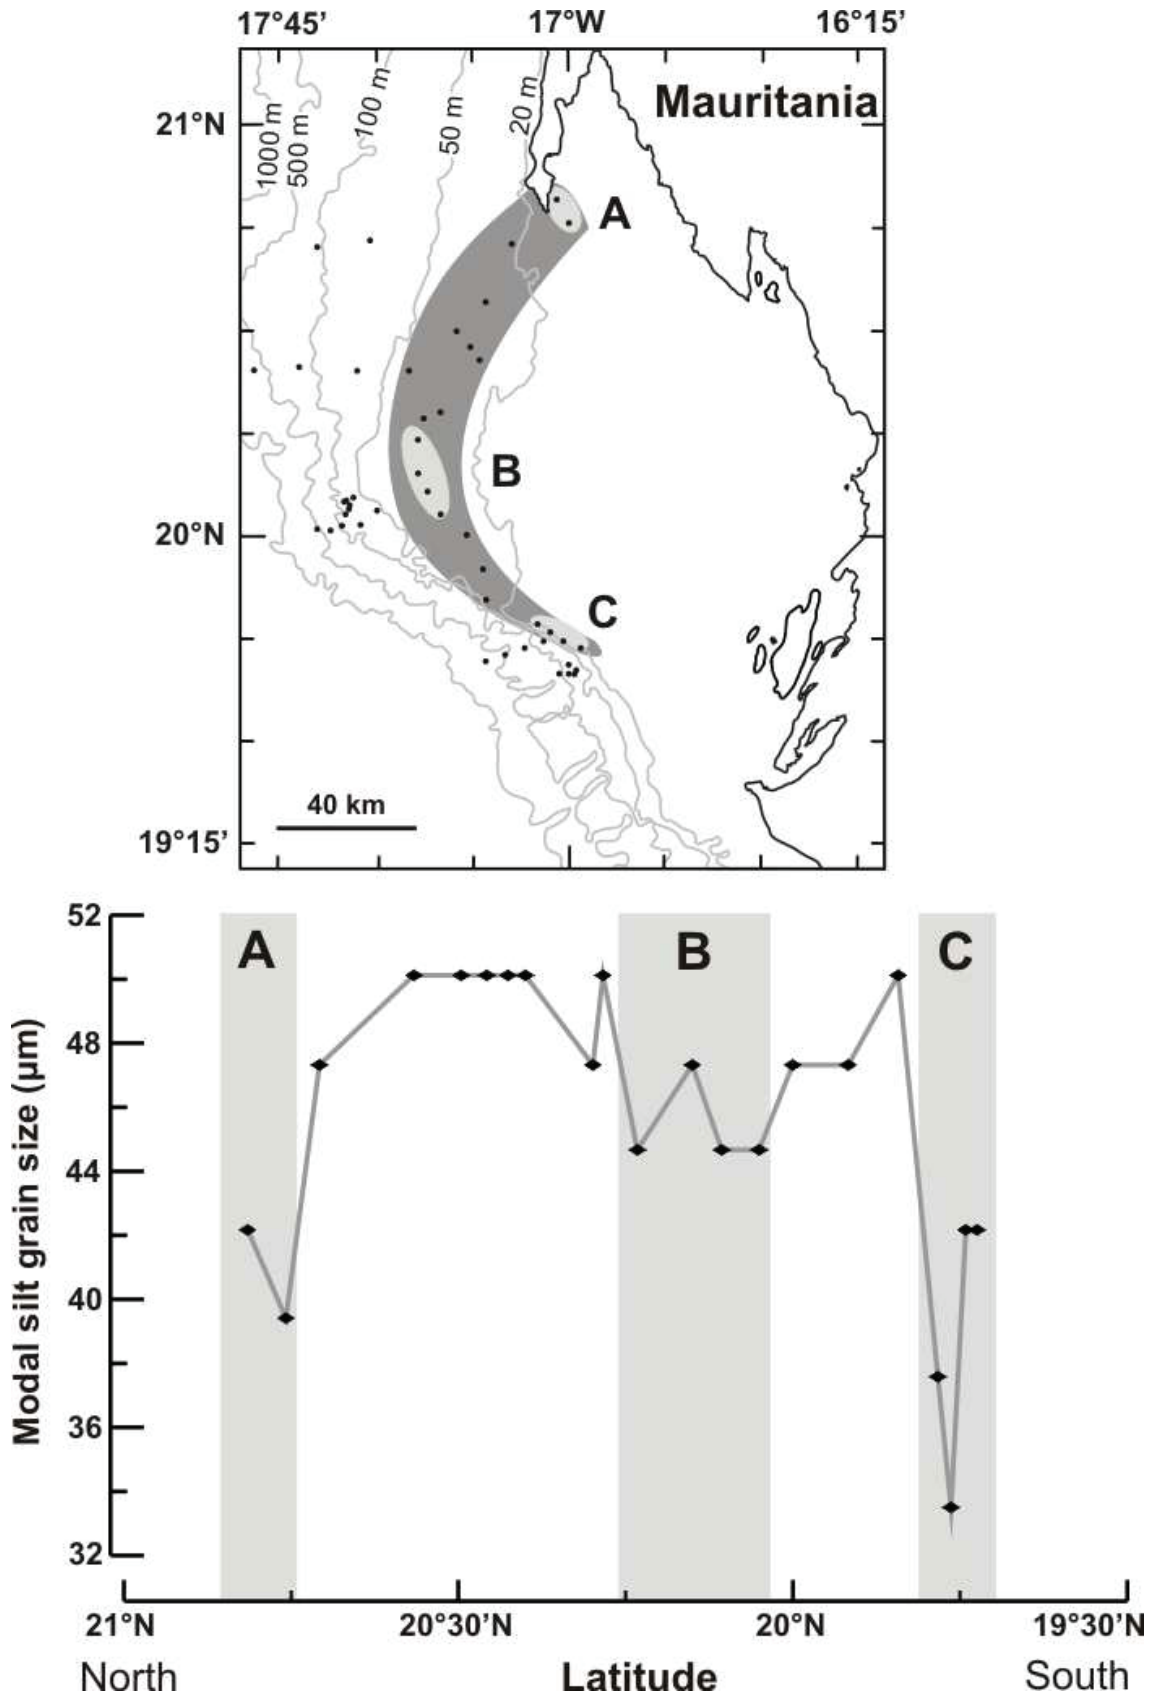 17°45’ 17°W 16°15’
Mauritania
21°N
1000 m
500 m
100 m
50 m
20 m
A
B
20°N
C
40 km
19°15’
52
A B C
48
44
40
36
32
Modal silt grain size (µm)
21°N 20°30’N 20°N 19°30’N
North Latitude South